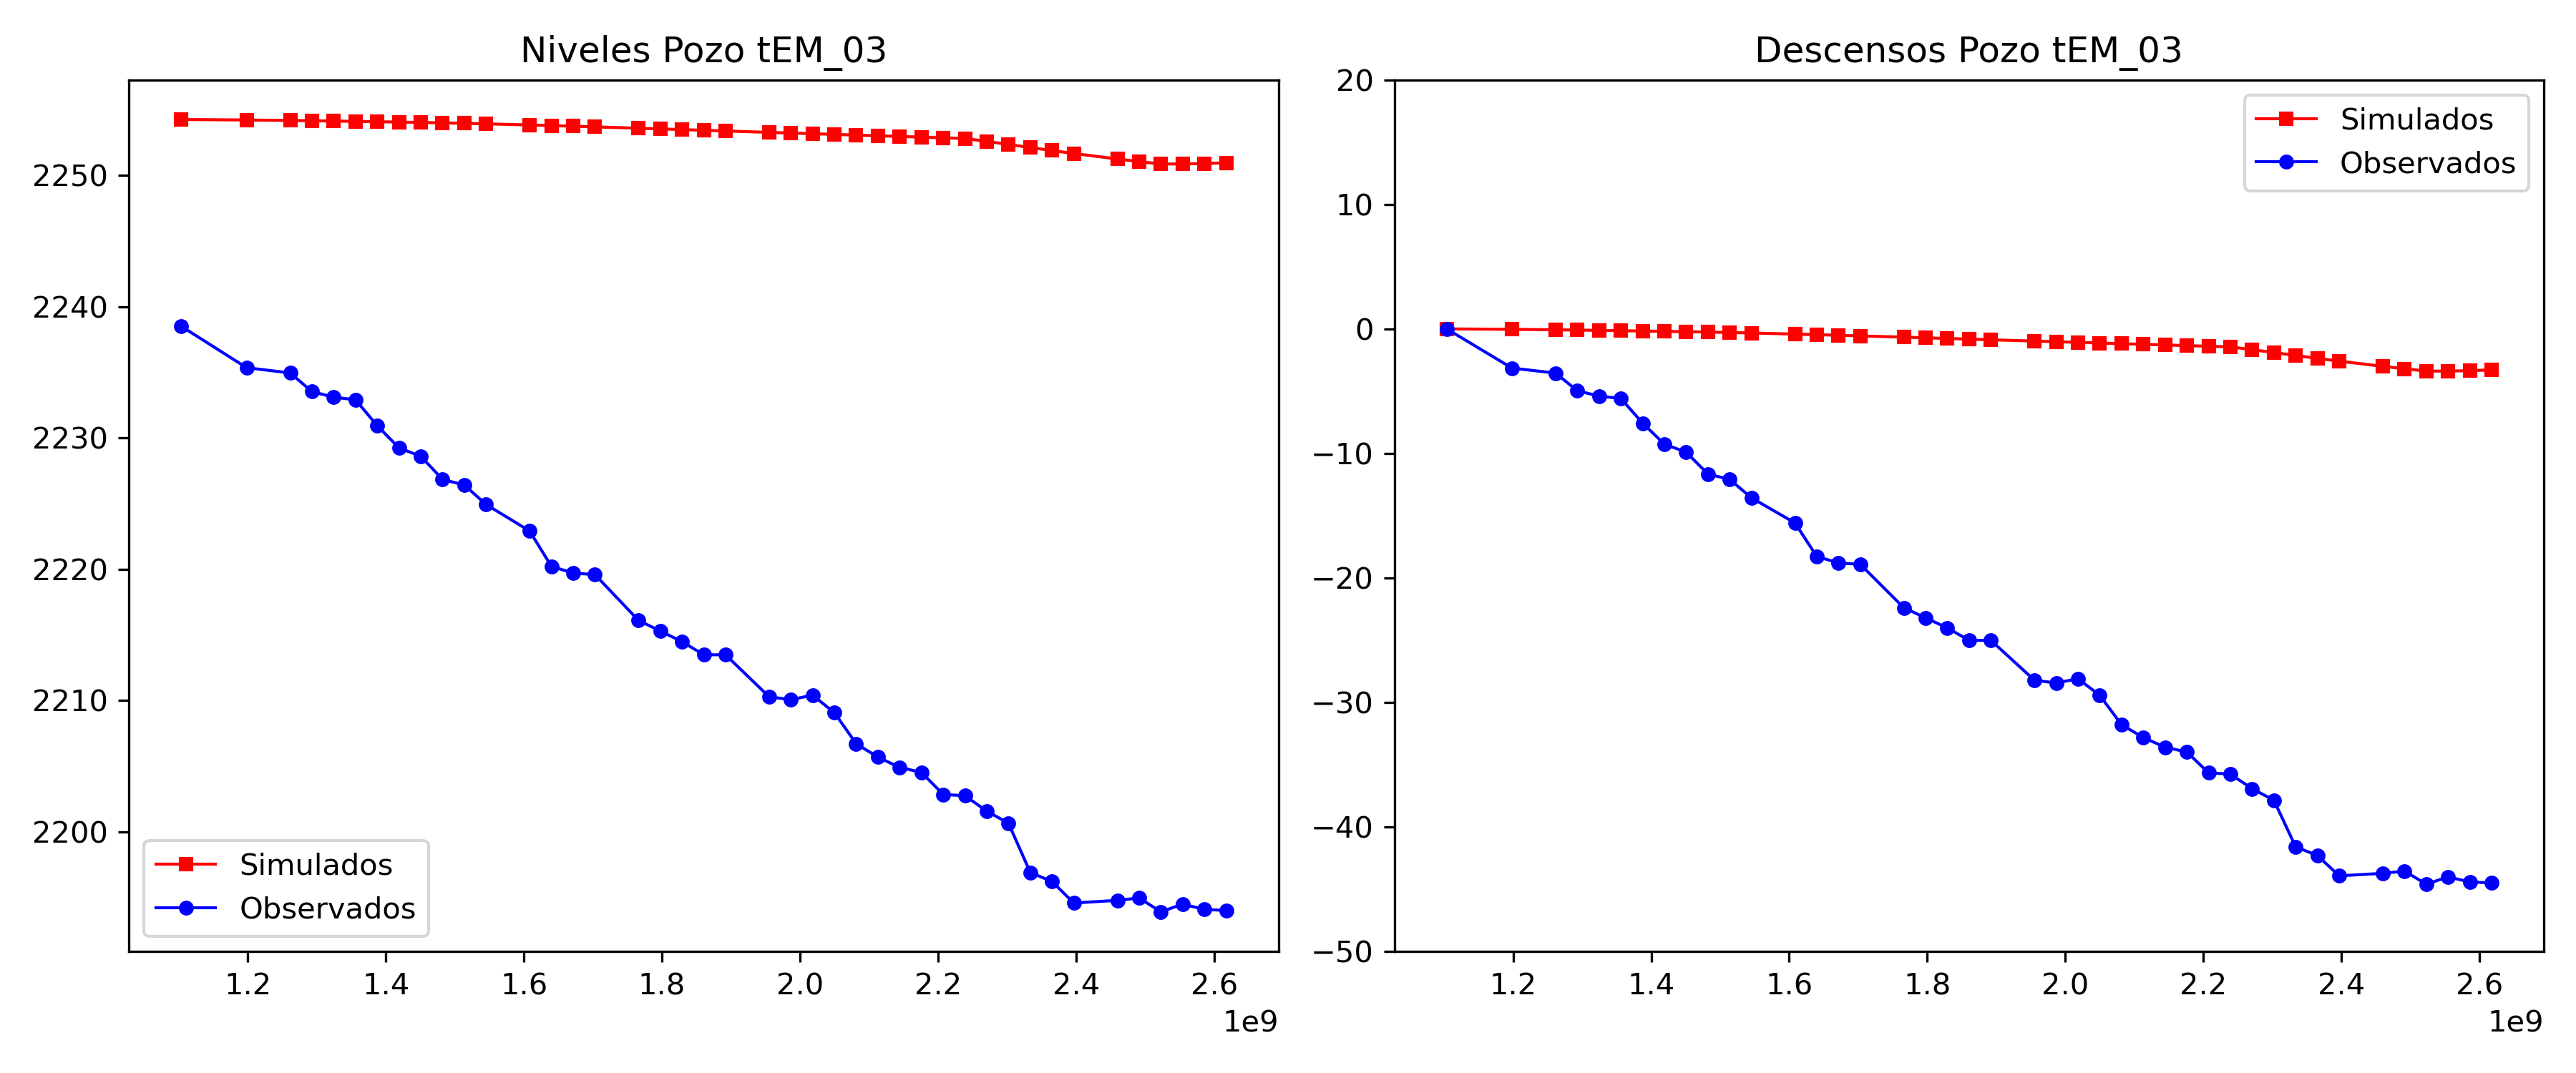 Niveles Pozo tEM_03
2250
2240
2230
2220
2210
2200
Simulados
Observados
1.2 1.4 1.6 1.8 2.0 2.2 2.4 2.6
1e9
Descensos Pozo tEM_03
20
10
0
−10
−20
−30
−40
−50
Simulados
Observados
1.2 1.4 1.6 1.8 2.0 2.2 2.4 2.6
1e9